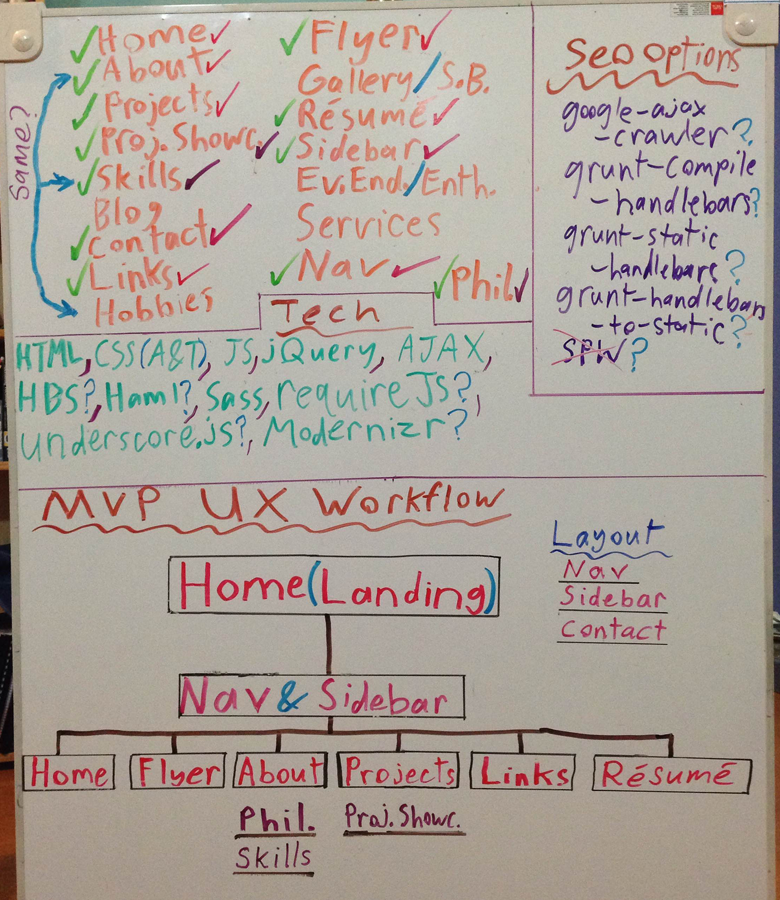 Same?
Home
About
Projects
Proj. Showc.
Skills
Blog
Contact
Links
Hobbies
Flyer
Gallery/S.B.
Résumé
Sidebar
Ev.End./Enth.
Services
Nav
Phil.
Seo options
google-ajax
-crawler?
grunt-compile
-handlebars?
grunt-static
-handlebars?
grunt-handlebars
-to-static?
SPW?
Tech
HTML, CSS(A&T), JS, jQuery, AJAX,
HBS?, Haml?, Sass, requireJS?,
underscore.js?, Modernizr?
MVP UX Workflow
Layout
Nav
Sidebar
Contact
Home (Landing)
Nav & Sidebar
Home Flyer About Projects Links Résumé
Phil. Proj. Showc.
Skills